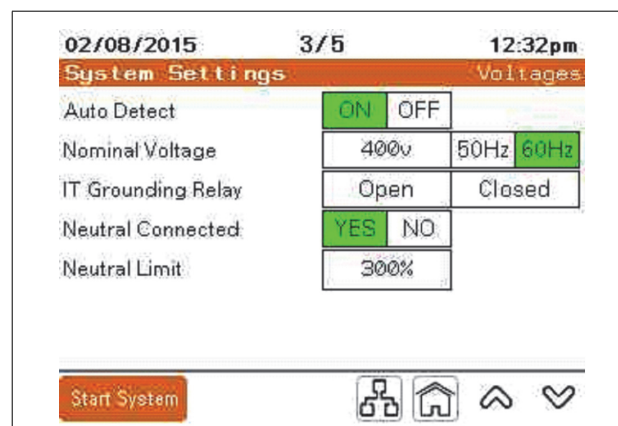 02/08/2015 3/5 12:32pm
System Settings Voltages
Auto Detect ON OFF
Nominal Voltage 400v 50Hz 60Hz
IT Grounding Relay Open Closed
Neutral Connected YES NO
Neutral Limit 300%
Start System